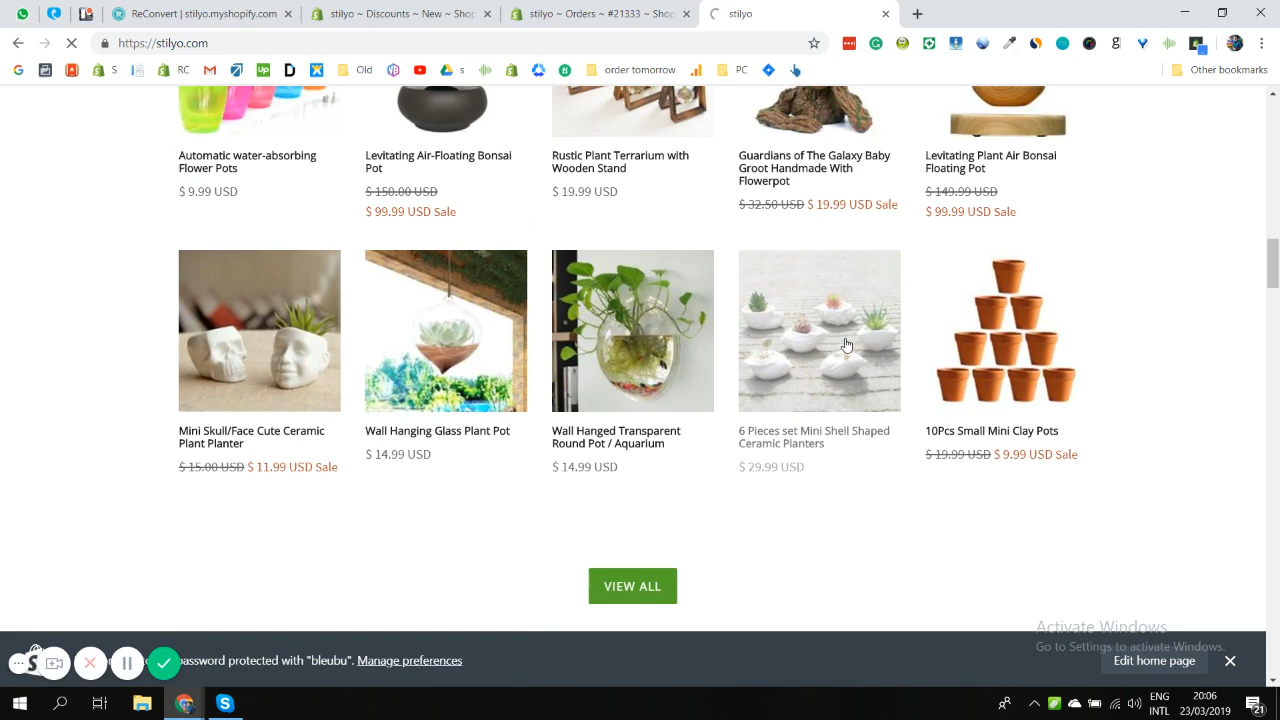 ReConvert Upsell &
stilyo ~ Products ~ Shopify
stilyo ~ Orders ~ #21333 ~ Shop
stilyo
https://stilyo.com
S
RC
Old
s
order tomorrow
PC
Other bookmarks
Automatic water-absorbing
Flower Pots
$ 9.99 USD
Levitating Air-Floating Bonsai
Pot
$ 150.00 USD
$ 99.99 USD Sale
Rustic Plant Terrarium with
Wooden Stand
$ 19.99 USD
Guardians of The Galaxy Baby
Groot Handmade With
Flowerpot
$ 32.50 USD $ 19.99 USD Sale
Levitating Plant Air Bonsai
Floating Pot
$ 149.99 USD
$ 99.99 USD Sale
Mini Skull/Face Cute Ceramic
Plant Planter
$ 15.00 USD $ 11.99 USD Sale
Wall Hanging Glass Plant Pot
$ 14.99 USD
Wall Hanged Transparent
Round Pot / Aquarium
$ 14.99 USD
6 Pieces set Mini Shell Shaped
Ceramic Planters
$ 29.99 USD
10Pcs Small Mini Clay Pots
$ 19.99 USD $ 9.99 USD Sale
VIEW ALL
Activate Windows
Go to Settings to activate Windows.
password protected with "bleubu". Manage preferences
Edit home page
ENG
INTL
20:06
23/03/2019
21